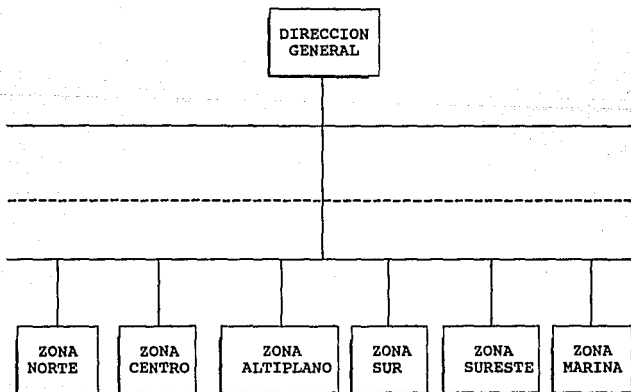 DIRECCION
GENERAL
ZONA
NORTE
ZONA
CENTRO
ZONA
ALTIPLANO
ZONA
SUR
ZONA
SURESTE
ZONA
MARINA